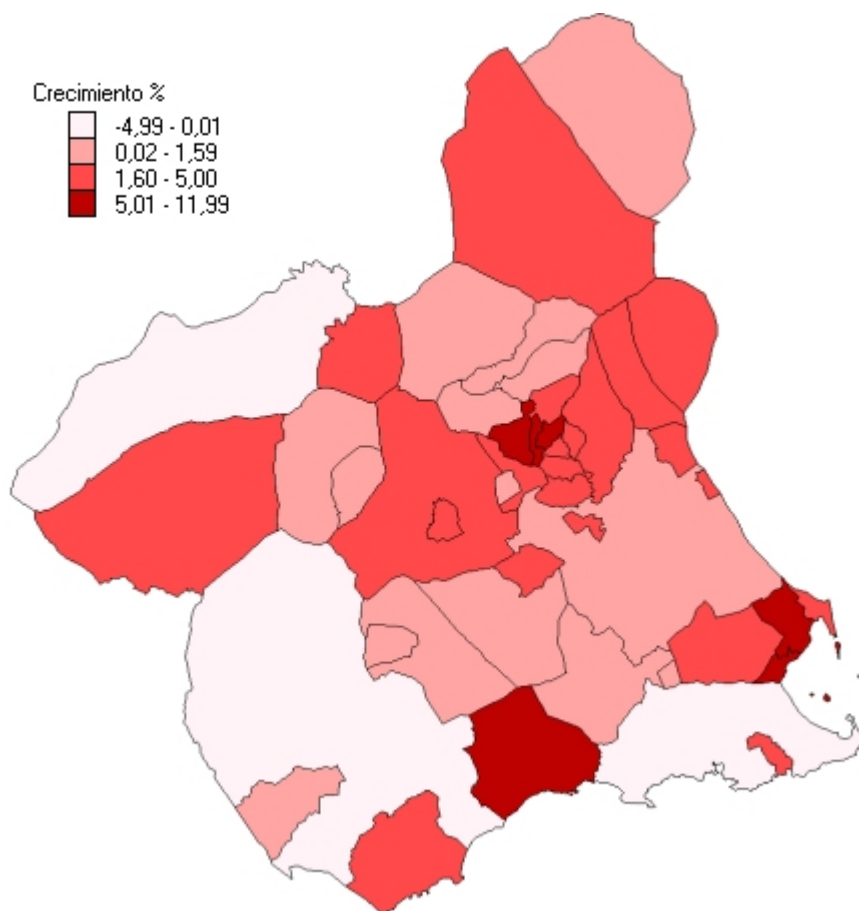 Crecimiento %
-4,99 - 0,01
0,02 - 1,59
1,60 - 5,00
5,01 - 11,99